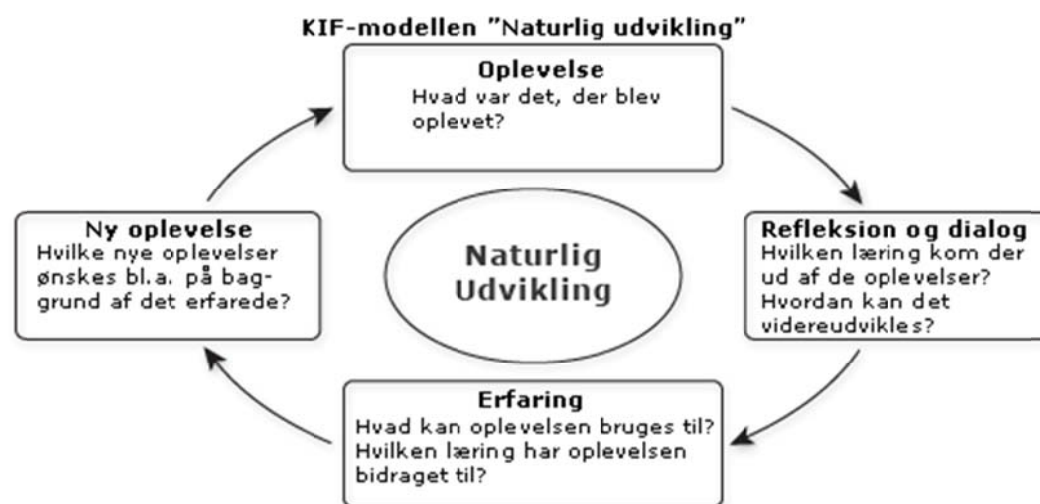 KIF-modellen ”Naturlig udvikling”
Oplevelse
Hvad var det, der blev
oplevet?
Refleksion og dialog
Hvilken læring kom der
ud af de oplevelser?
Hvordan kan det
videreudvikles?
Erfaring
Hvad kan oplevelsen bruges til?
Hvilken læring har oplevelsen
bidraget til?
Ny oplevelse
Hvilke nye oplevelser
ønskes bl.a. på bag-
grund af det erfarede?
Naturlig
Udvikling